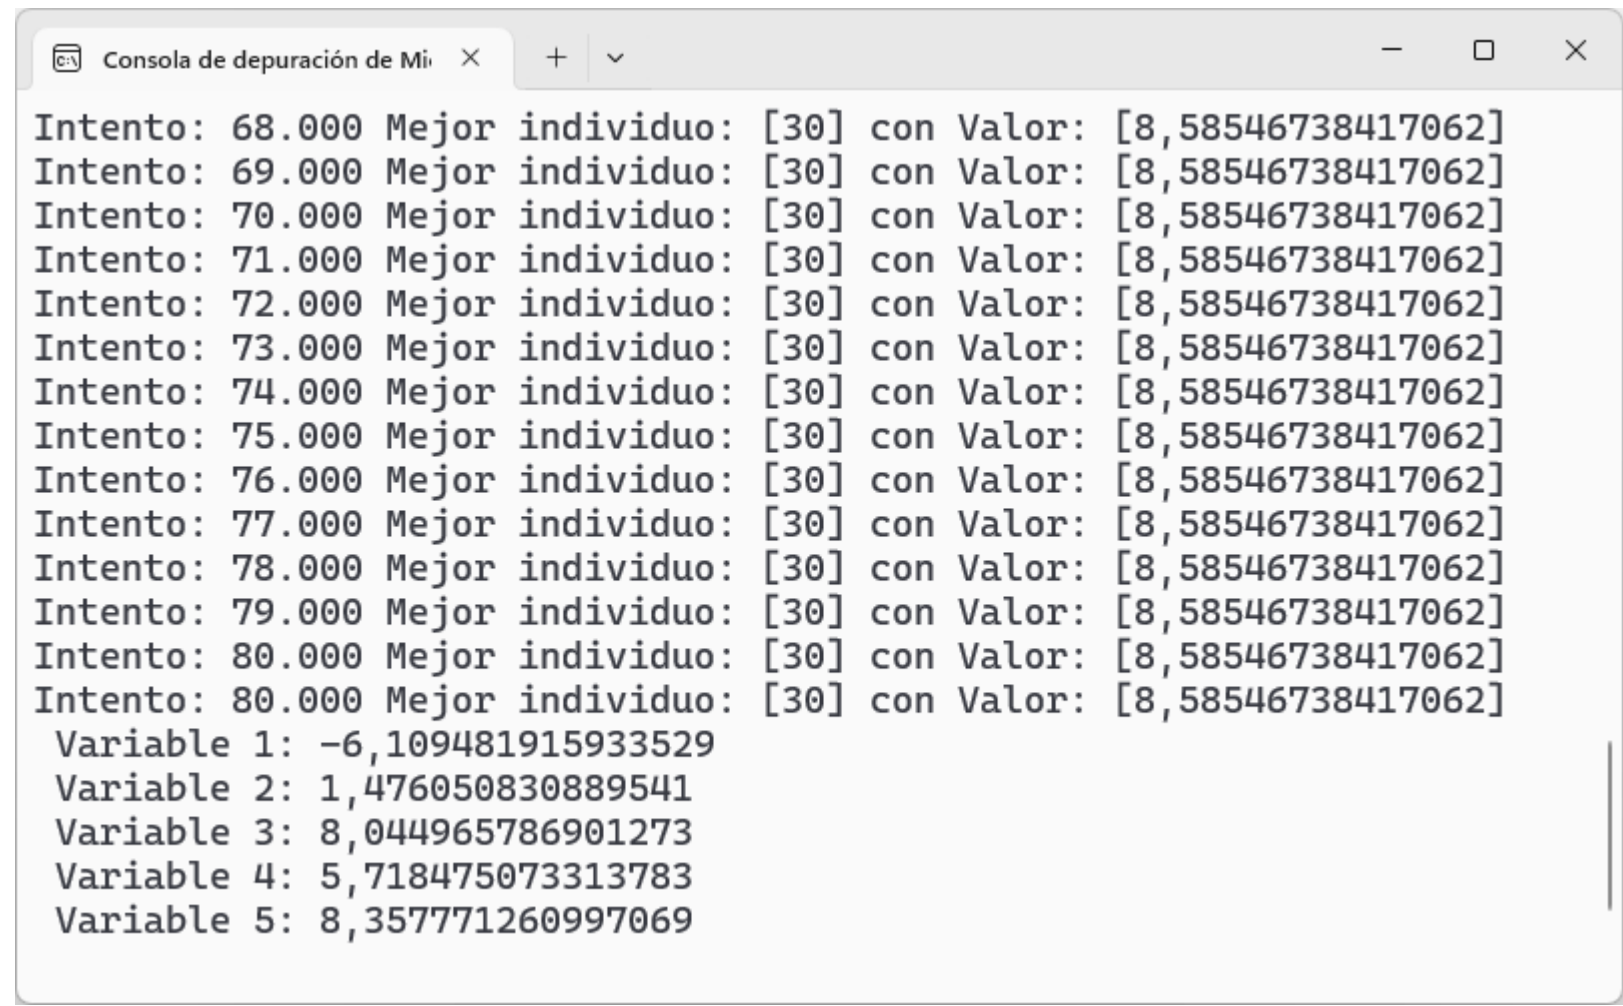 Consola de depuración de Mi
Intento: 68.000 Mejor individuo: [30] con Valor: [8,58546738417062]
Intento: 69.000 Mejor individuo: [30] con Valor: [8,58546738417062]
Intento: 70.000 Mejor individuo: [30] con Valor: [8,58546738417062]
Intento: 71.000 Mejor individuo: [30] con Valor: [8,58546738417062]
Intento: 72.000 Mejor individuo: [30] con Valor: [8,58546738417062]
Intento: 73.000 Mejor individuo: [30] con Valor: [8,58546738417062]
Intento: 74.000 Mejor individuo: [30] con Valor: [8,58546738417062]
Intento: 75.000 Mejor individuo: [30] con Valor: [8,58546738417062]
Intento: 76.000 Mejor individuo: [30] con Valor: [8,58546738417062]
Intento: 77.000 Mejor individuo: [30] con Valor: [8,58546738417062]
Intento: 78.000 Mejor individuo: [30] con Valor: [8,58546738417062]
Intento: 79.000 Mejor individuo: [30] con Valor: [8,58546738417062]
Intento: 80.000 Mejor individuo: [30] con Valor: [8,58546738417062]
Intento: 80.000 Mejor individuo: [30] con Valor: [8,58546738417062]
Variable 1: -6,109481915933529
Variable 2: 1,476050830889541
Variable 3: 8,044965786901273
Variable 4: 5,718475073313783
Variable 5: 8,357771260997069